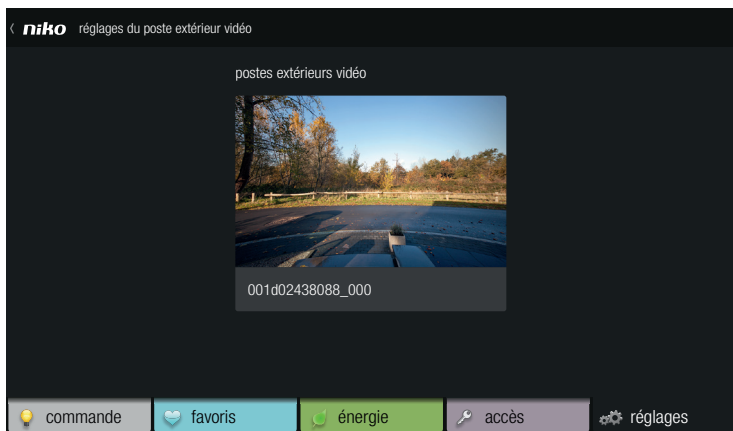 niko réglages du poste extérieur vidéo
postes extérieurs vidéo
001d02438088_000
commande favoris énergie accès réglages